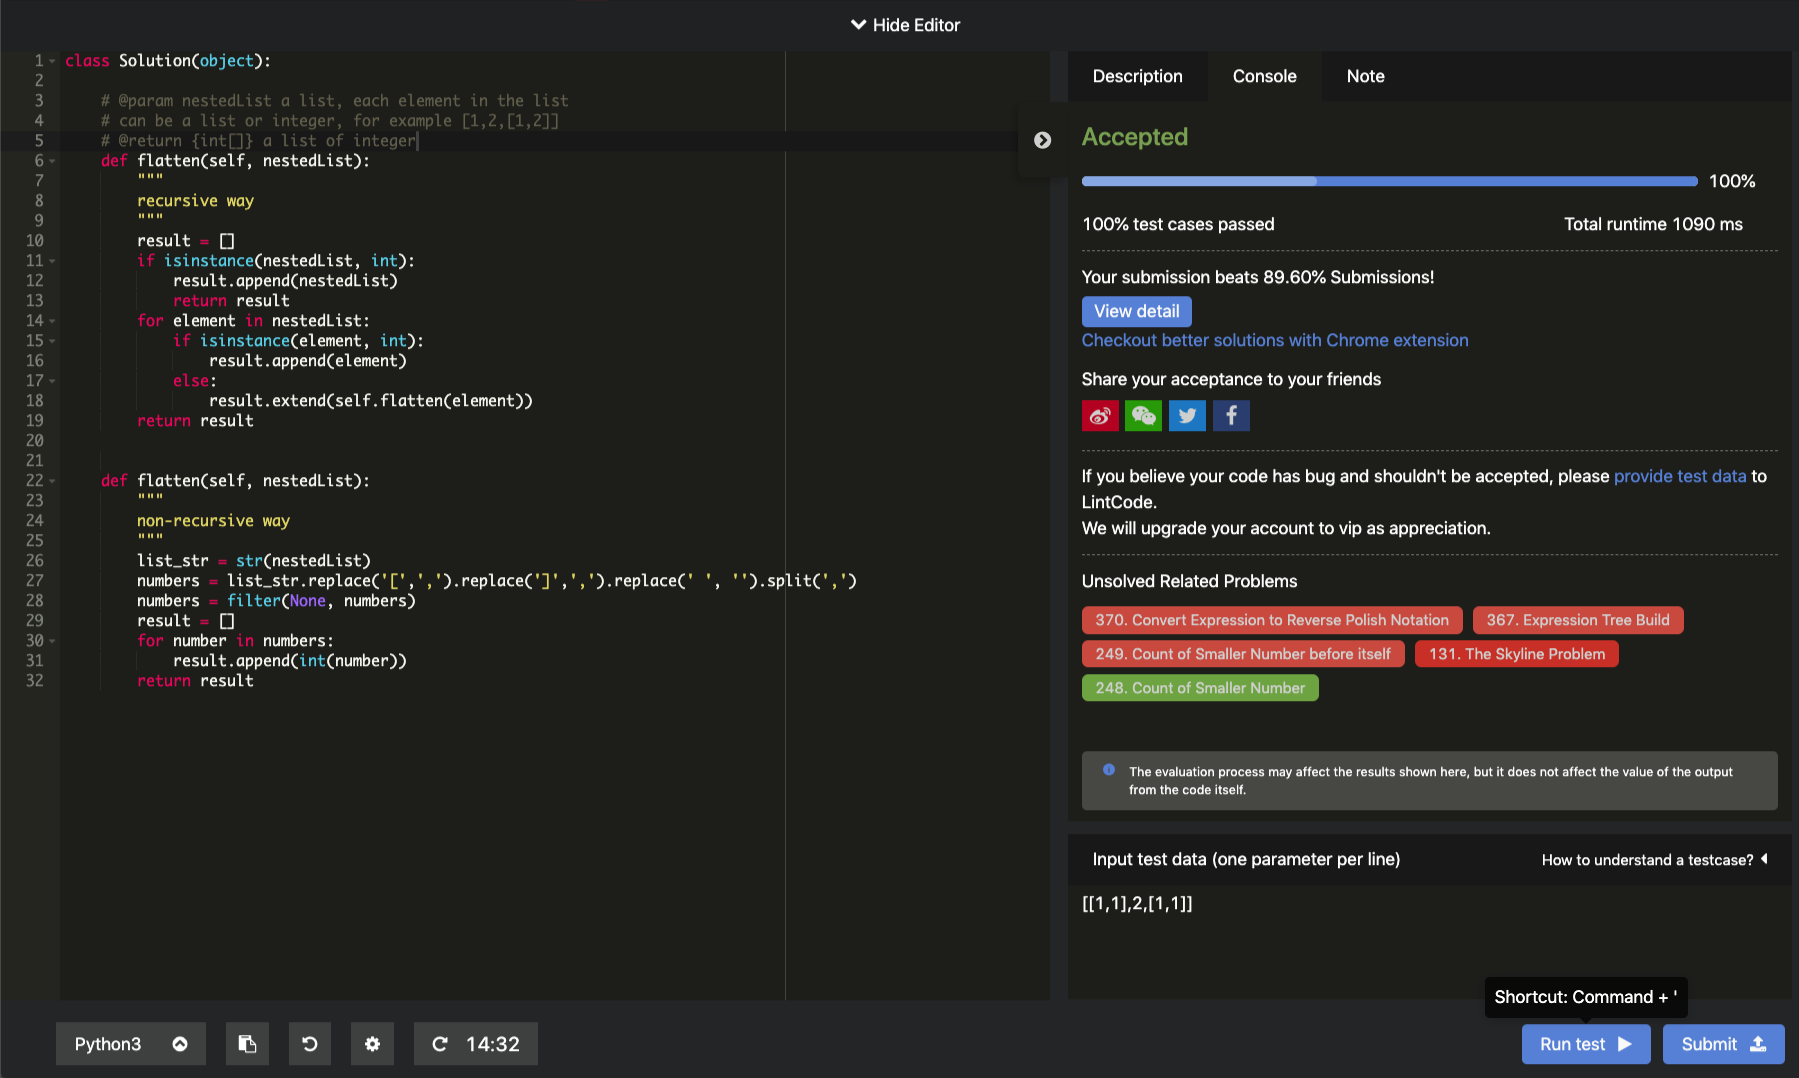 Hide Editor
1 class Solution(object):
2
3     # @param nestedList a list, each element in the list
4     # can be a list or integer, for example [1,2,[1,2]]
5     # @return {int[]} a list of integer
6     def flatten(self, nestedList):
7         """
8         recursive way
9         """
10         result = []
11         if isinstance(nestedList, int):
12             result.append(nestedList)
13             return result
14         for element in nestedList:
15             if isinstance(element, int):
16                 result.append(element)
17             else:
18                 result.extend(self.flatten(element))
19         return result
20
21
22     def flatten(self, nestedList):
23         """
24         non-recursive way
25         """
26         list_str = str(nestedList)
27         numbers = list_str.replace('[',',').replace(']',',').replace(' ', '').split(',')
28         numbers = filter(None, numbers)
29         result = []
30         for number in numbers:
31             result.append(int(number))
32         return result
Description Console Note
Accepted
100%
100% test cases passed Total runtime 1090 ms
Your submission beats 89.60% Submissions!
View detail
Checkout better solutions with Chrome extension
Share your acceptance to your friends
If you believe your code has bug and shouldn't be accepted, please provide test data to
LintCode.
We will upgrade your account to vip as appreciation.
Unsolved Related Problems
370. Convert Expression to Reverse Polish Notation 367. Expression Tree Build
249. Count of Smaller Number before itself 131. The Skyline Problem
248. Count of Smaller Number
The evaluation process may affect the results shown here, but it does not affect the value of the output
from the code itself.
Input test data (one parameter per line) How to understand a testcase?
[[1,1],2,[1,1]]
Shortcut: Command + '
Python3 14:32 Run test Submit